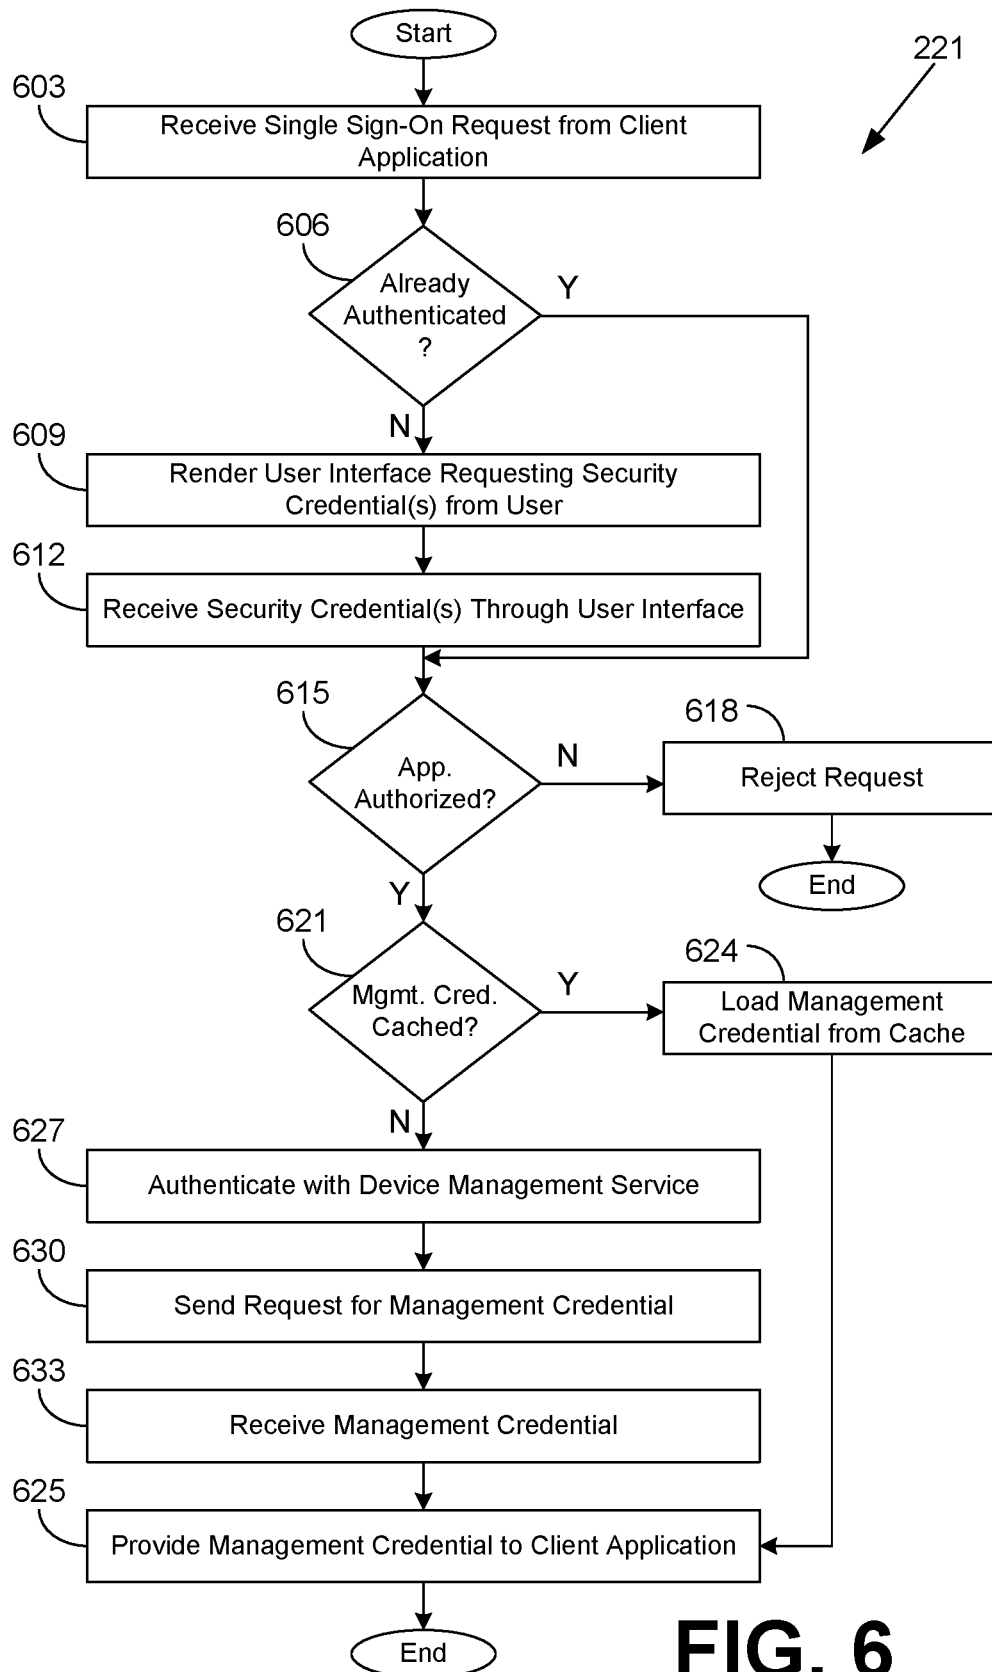 Start
221
603
Receive Single Sign-On Request from Client
Application
606
Already
Authenticated
?
Y
N
609
Render User Interface Requesting Security
Credential(s) from User
612
Receive Security Credential(s) Through User Interface
615
App.
Authorized?
N
618
Reject Request
End
Y
621
Mgmt. Cred.
Cached?
Y
624
Load Management
Credential from Cache
N
627
Authenticate with Device Management Service
630
Send Request for Management Credential
633
Receive Management Credential
625
Provide Management Credential to Client Application
End
FIG. 6